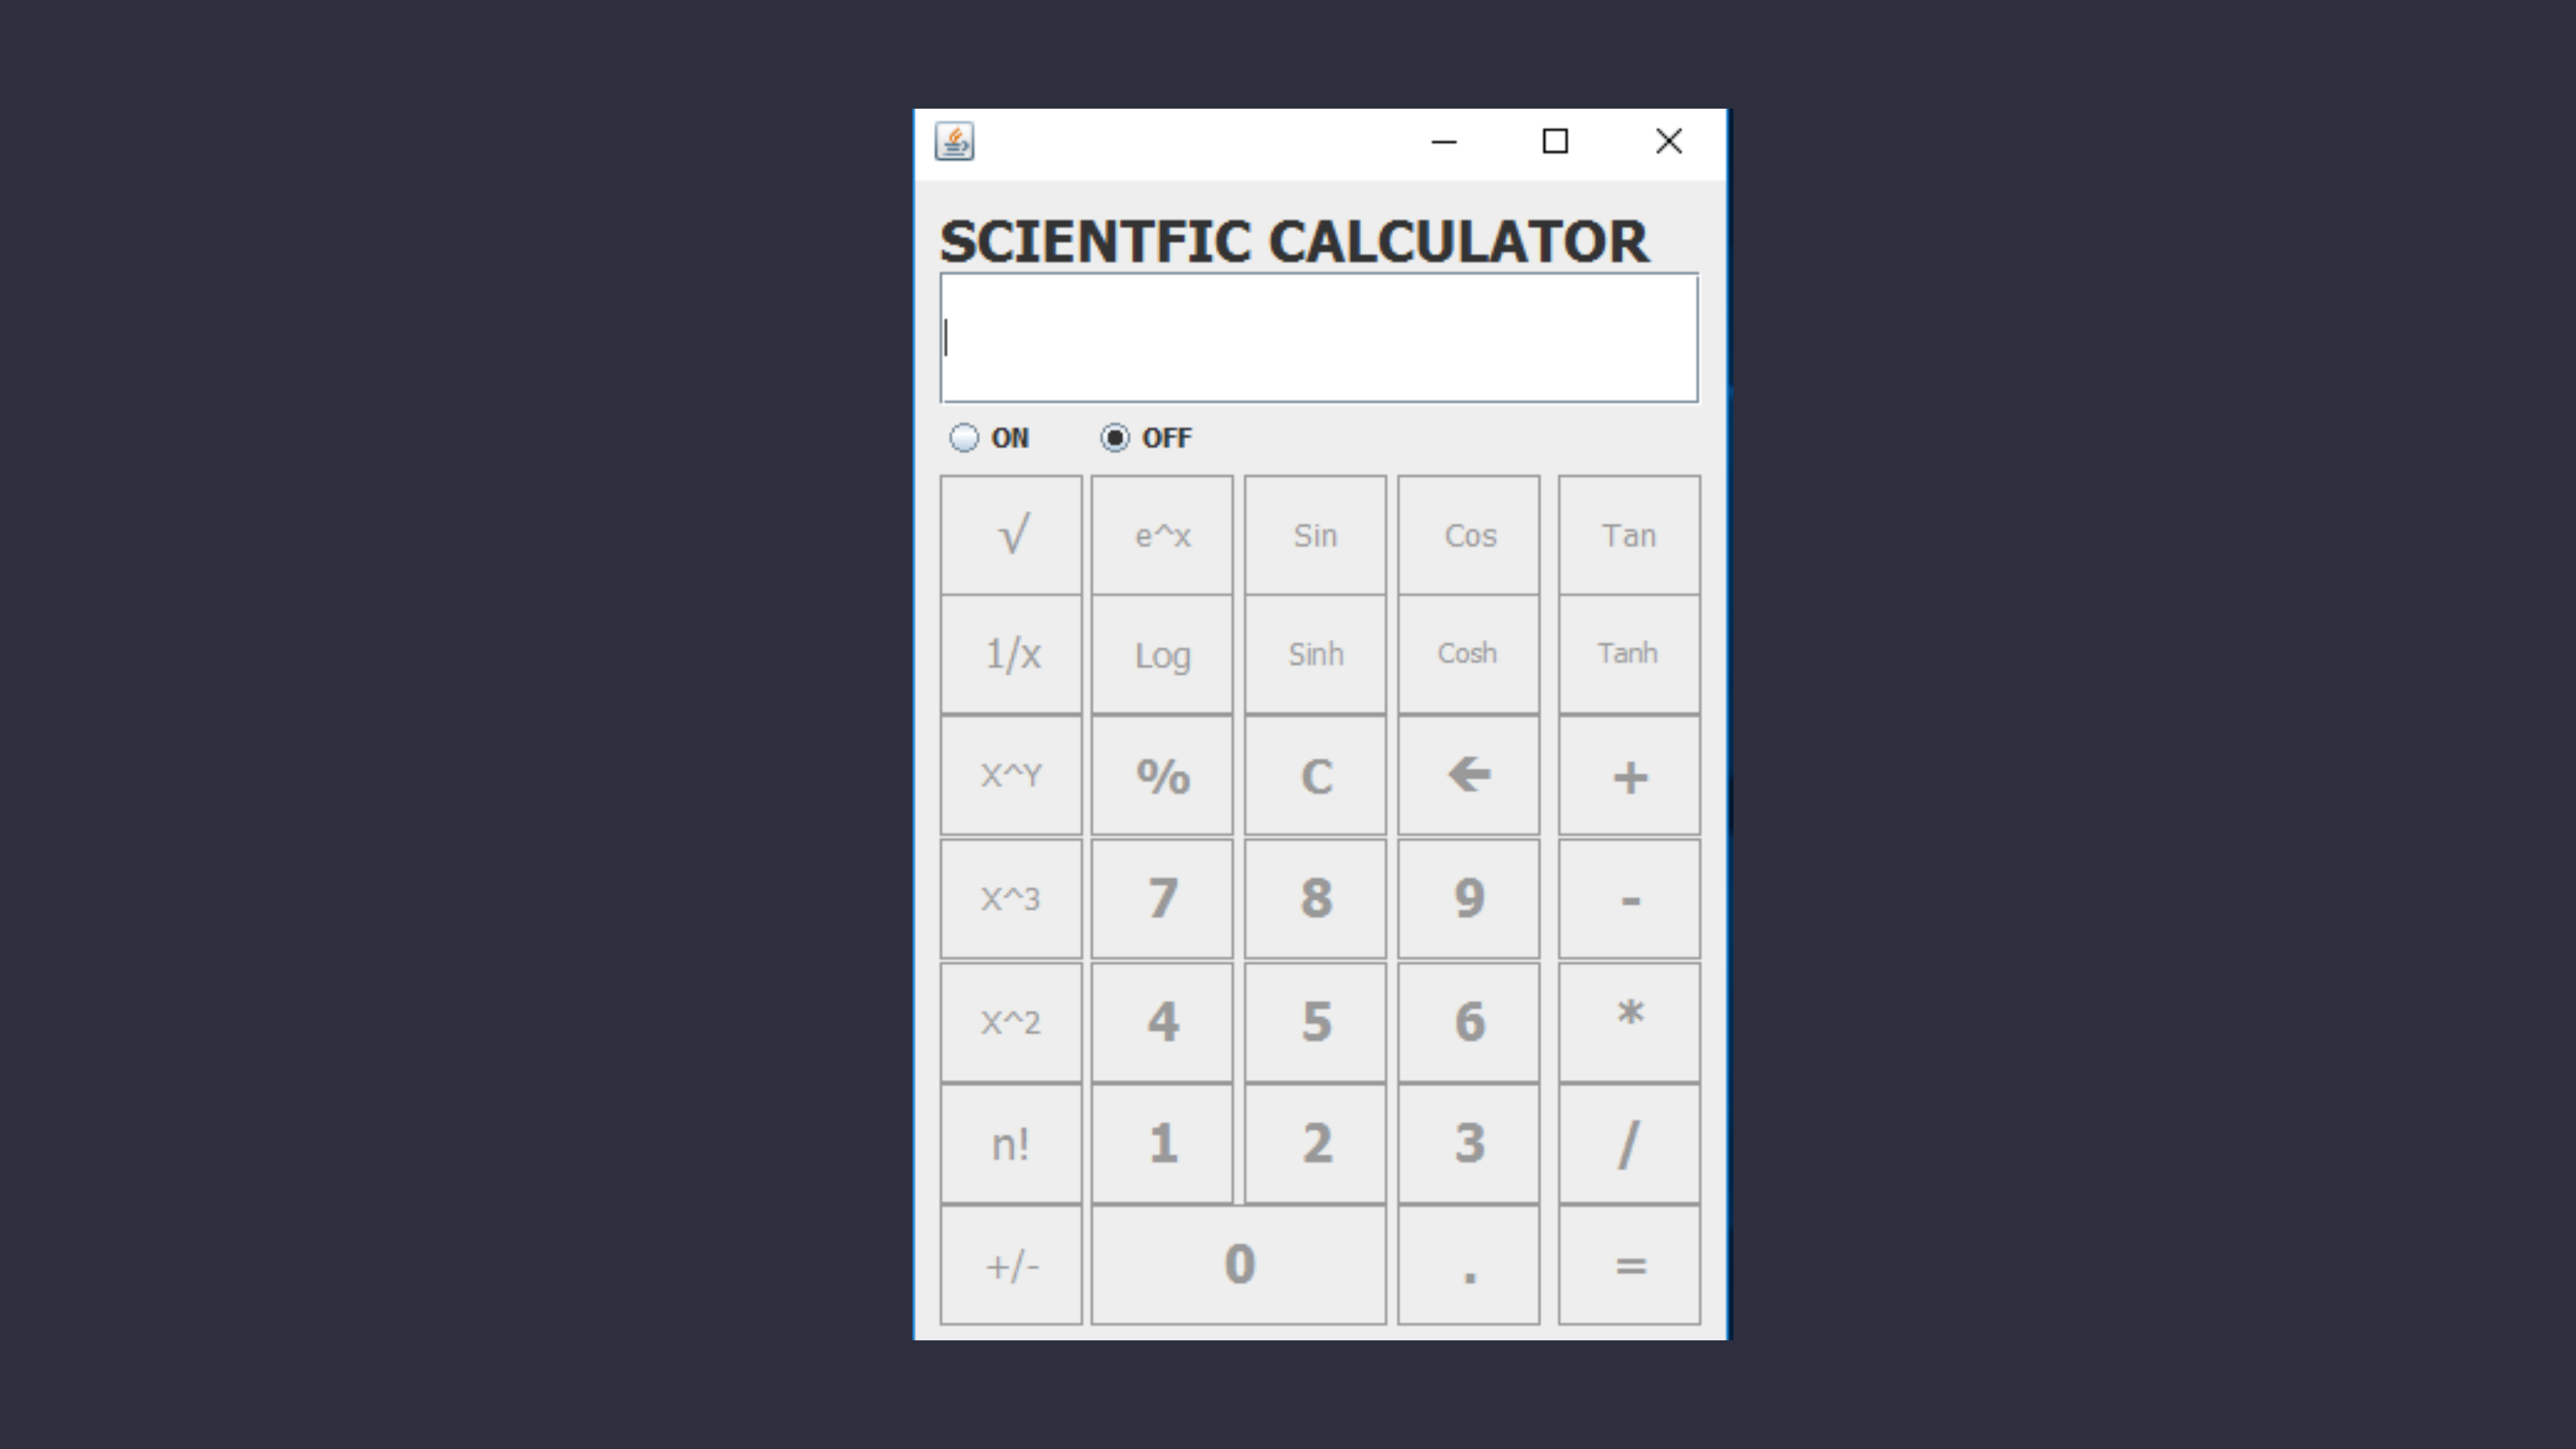 SCIENTFIC CALCULATOR
ON OFF
√ e^x Sin Cos Tan
1/x Log Sinh Cosh Tanh
X^Y % C 🡰 +
X^3 7 8 9 -
X^2 4 5 6 *
n! 1 2 3 /
+/- 0 . =